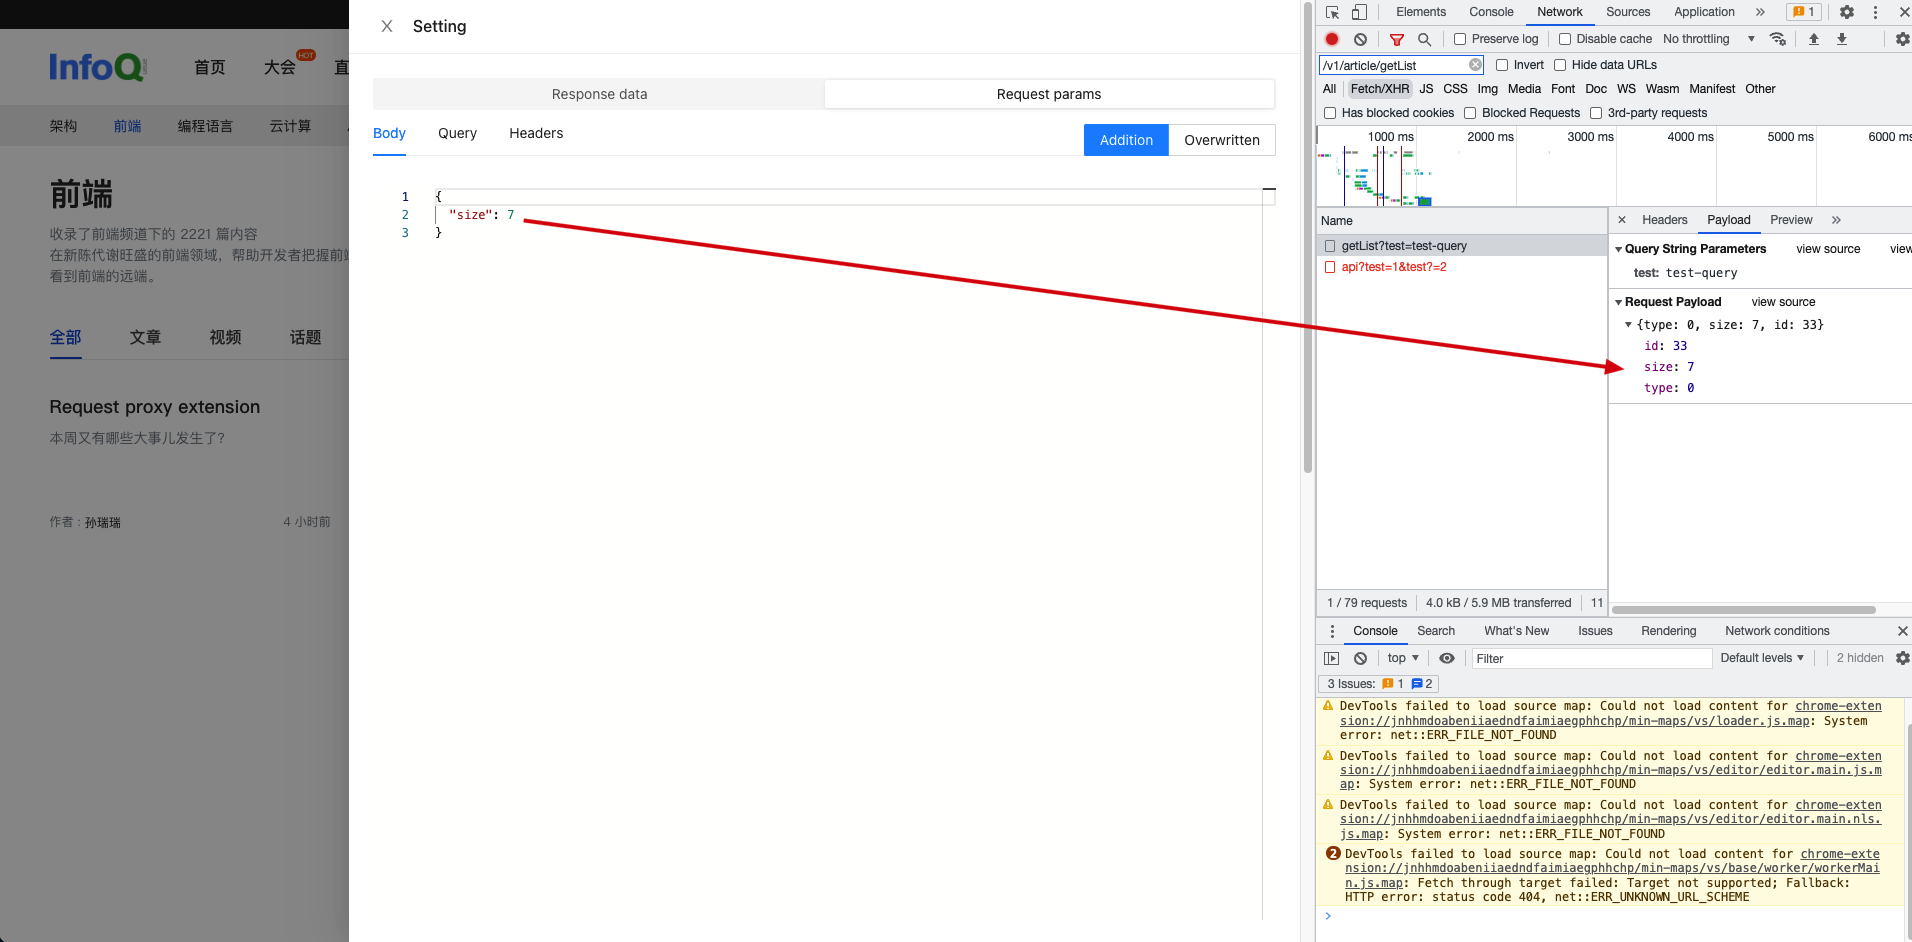 InfoQ
首页
大会
HOT
直
架构
前端
编程语言
云计算
前端
收录了前端频道下的 2221 篇内容
在新陈代谢旺盛的前端领域，帮助开发者把握前端
看到前端的远端。
全部
文章
视频
话题
Request proxy extension
本周又有哪些大事儿发生了?
作者：孙瑞瑞
4 小时前
Setting
Response data
Request params
Body
Query
Headers
Addition
Overwritten
1 {
2 "size": 7
3 }
Elements
Console
Network
Sources
Application
»
1
Preserve log
Disable cache
No throttling
/v1/article/getList
Invert
Hide data URLs
All
Fetch/XHR
JS
CSS
Img
Media
Font
Doc
WS
Wasm
Manifest
Other
Has blocked cookies
Blocked Requests
3rd-party requests
1000 ms
2000 ms
3000 ms
4000 ms
5000 ms
6000 ms
Name
getList?test=test-query
api?test=1&test?=2
Headers
Payload
Preview
»
Query String Parameters
view source
view
test: test-query
Request Payload
view source
{type: 0, size: 7, id: 33}
id: 33
size: 7
type: 0
1 / 79 requests
4.0 kB / 5.9 MB transferred
11
Console
Search
What's New
Issues
Rendering
Network conditions
top
Filter
Default levels
2 hidden
3 Issues:
1
2
DevTools failed to load source map: Could not load content for chrome-exten
sion://jnhhmdoabeniiaedndfaimiaegphhchp/min-maps/vs/loader.js.map: System
error: net::ERR_FILE_NOT_FOUND
DevTools failed to load source map: Could not load content for chrome-exten
sion://jnhhmdoabeniiaedndfaimiaegphhchp/min-maps/vs/editor/editor.main.js.m
ap: System error: net::ERR_FILE_NOT_FOUND
DevTools failed to load source map: Could not load content for chrome-exten
sion://jnhhmdoabeniiaedndfaimiaegphhchp/min-maps/vs/editor/editor.main.nls.
js.map: System error: net::ERR_FILE_NOT_FOUND
2 DevTools failed to load source map: Could not load content for chrome-exte
nsion://jnhhmdoabeniiaedndfaimiaegphhchp/min-maps/vs/base/worker/workerMai
n.js.map: Fetch through target failed: Target not supported; Fallback:
HTTP error: status code 404, net::ERR_UNKNOWN_URL_SCHEME